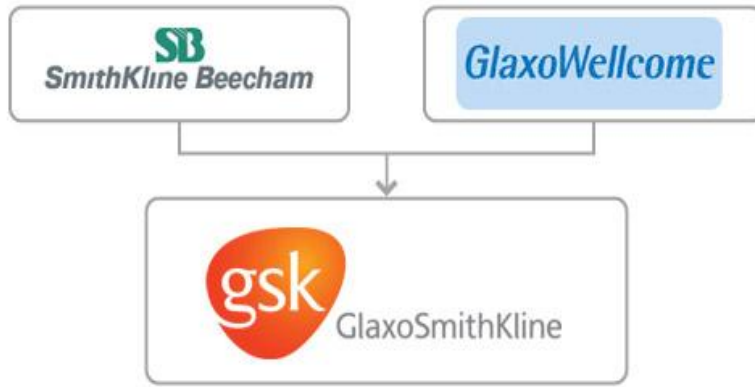 SB
SmithKline Beecham
GlaxoWellcome
gsk
GlaxoSmithKline